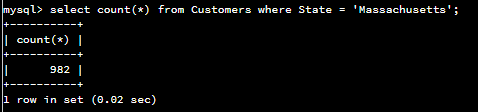 mysql> select count(*) from Customers where State = 'Massachusetts';
+----------+
| count(*) |
+----------+
|      982 |
+----------+
1 row in set (0.02 sec)